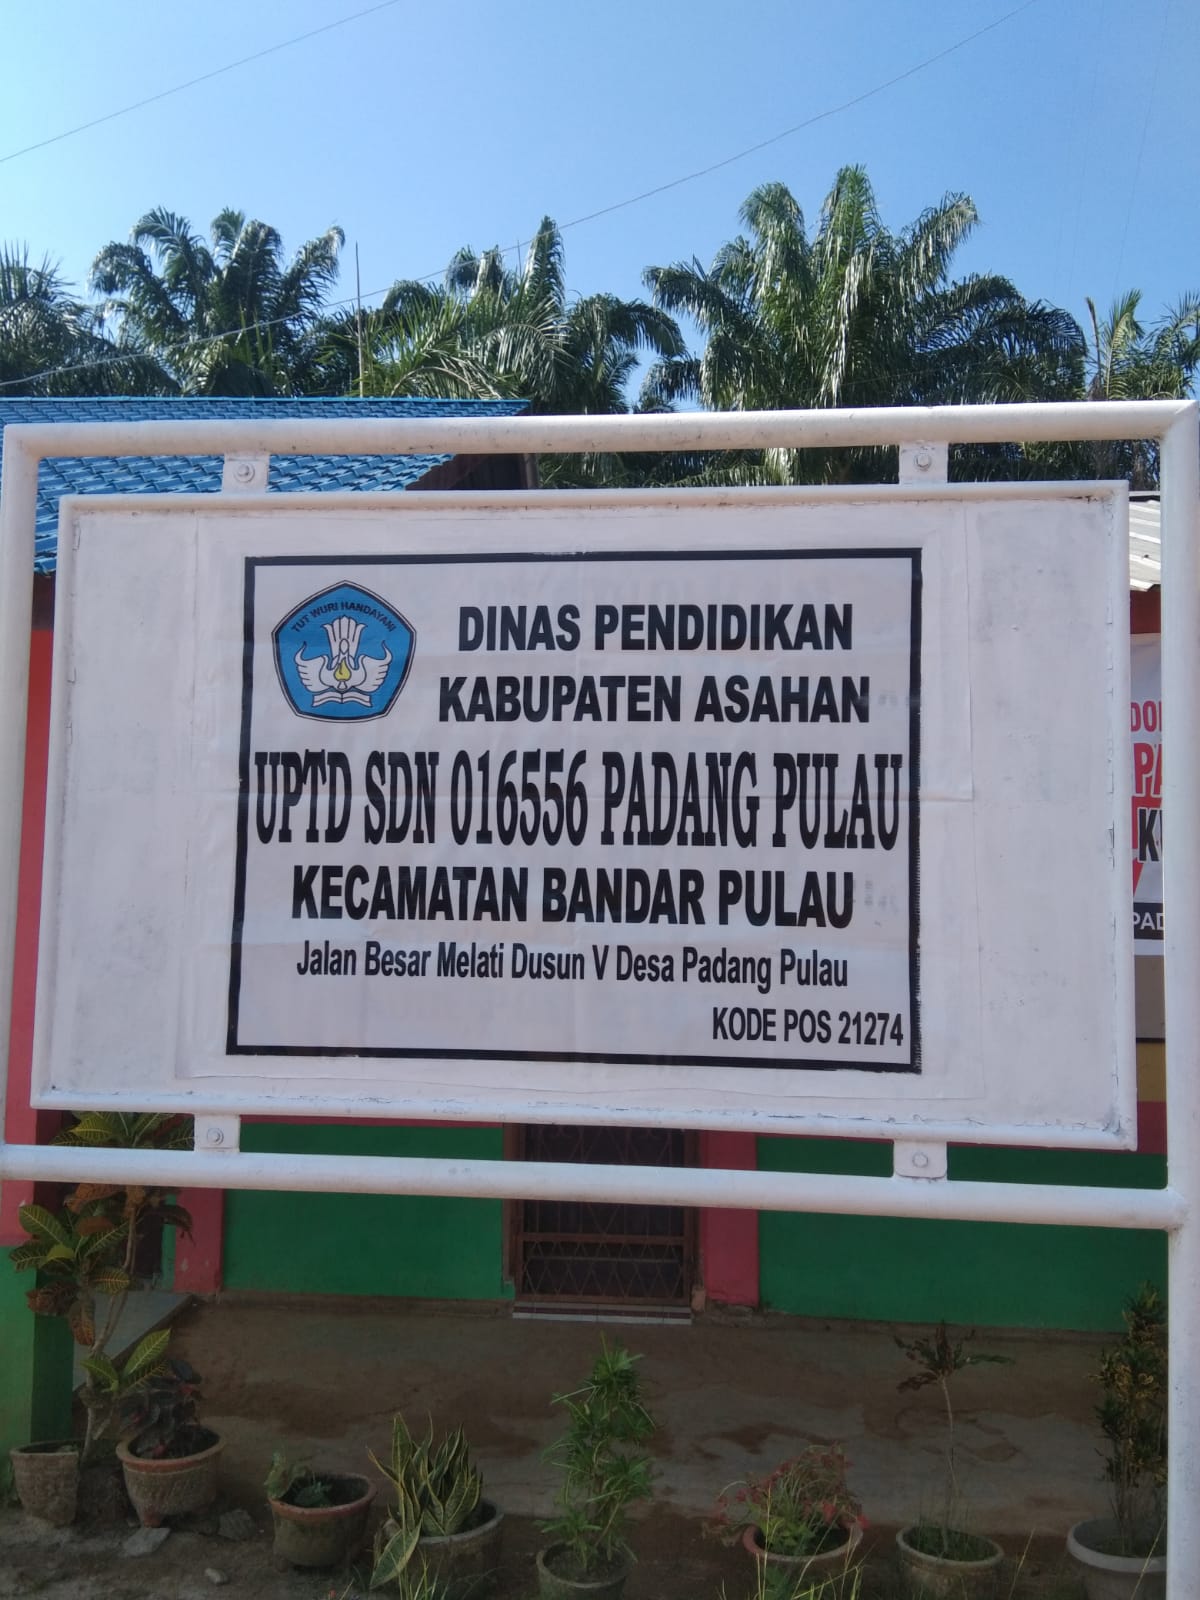 TUT WURI HANDAYANI
DINAS PENDIDIKAN
KABUPATEN ASAHAN
UPTD SDN 016556 PADANG PULAU
KECAMATAN BANDAR PULAU
Jalan Besar Melati Dusun V Desa Padang Pulau
KODE POS 21274